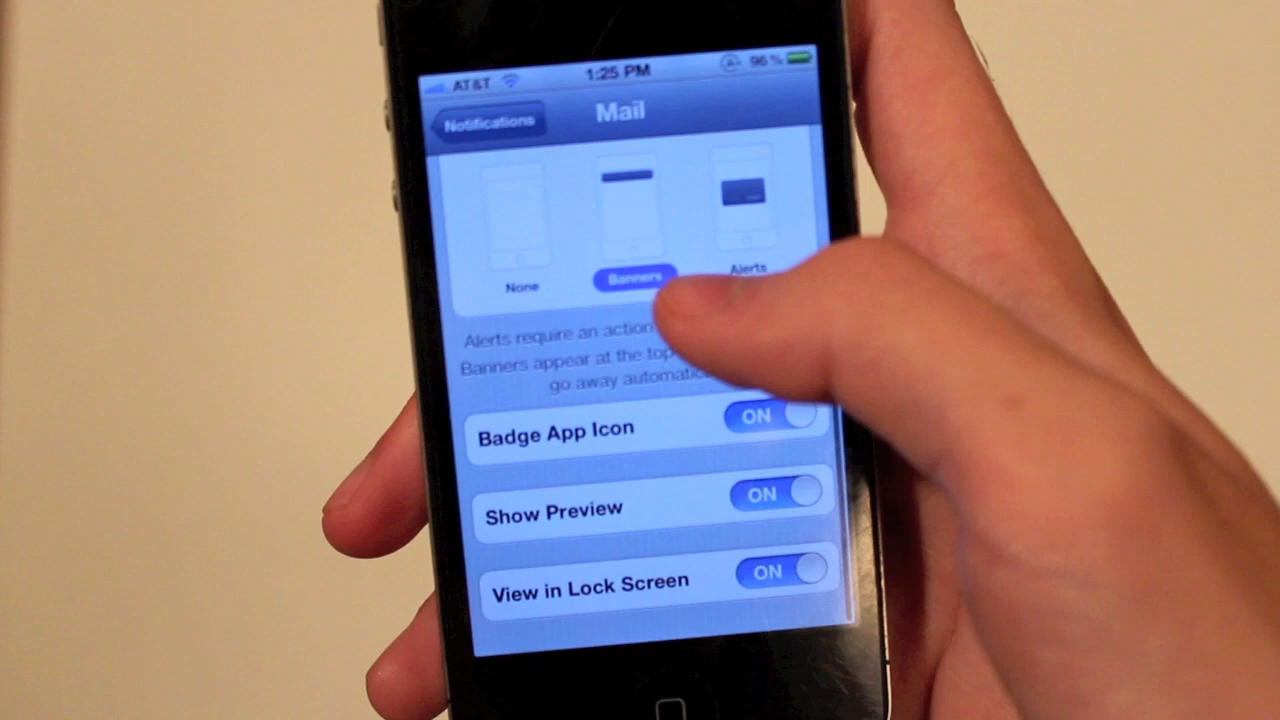 AT&T 1:25 PM 96%
Notifications Mail
None Banners Alerts
Alerts require an action
Banners appear at the top
go away
Badge App Icon ON
Show Preview ON
View in Lock Screen ON